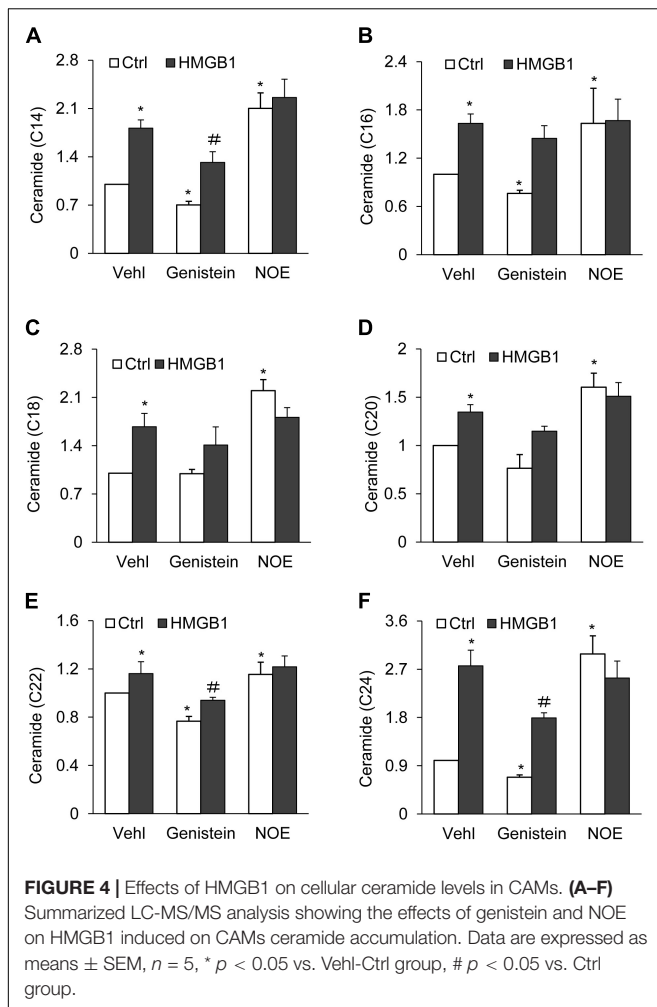 A
B
Ctrl HMGB1
Ctrl HMGB1
2.8
2.1
1.4
0.7
0
Ceramide (C14)
* * # *
Vehl Genistein NOE
2.4
1.8
1.2
0.6
0
Ceramide (C16)
* * *
Vehl Genistein NOE
C
D
Ctrl HMGB1
Ctrl HMGB1
2.8
2.1
1.4
0.7
0
Ceramide (C18)
* *
Vehl Genistein NOE
2
1.5
1
0.5
0
Ceramide (C20)
* *
Vehl Genistein NOE
E
F
Ctrl HMGB1
Ctrl HMGB1
1.6
1.2
0.8
0.4
0
Ceramide (C22)
* * # *
Vehl Genistein NOE
3.6
2.7
1.8
0.9
0
Ceramide (C24)
* * # *
Vehl Genistein NOE
FIGURE 4 | Effects of HMGB1 on cellular ceramide levels in CAMs. (A–F)
Summarized LC-MS/MS analysis showing the effects of genistein and NOE
on HMGB1 induced on CAMs ceramide accumulation. Data are expressed as
means ± SEM, n = 5, * p < 0.05 vs. Vehl-Ctrl group, # p < 0.05 vs. Ctrl
group.